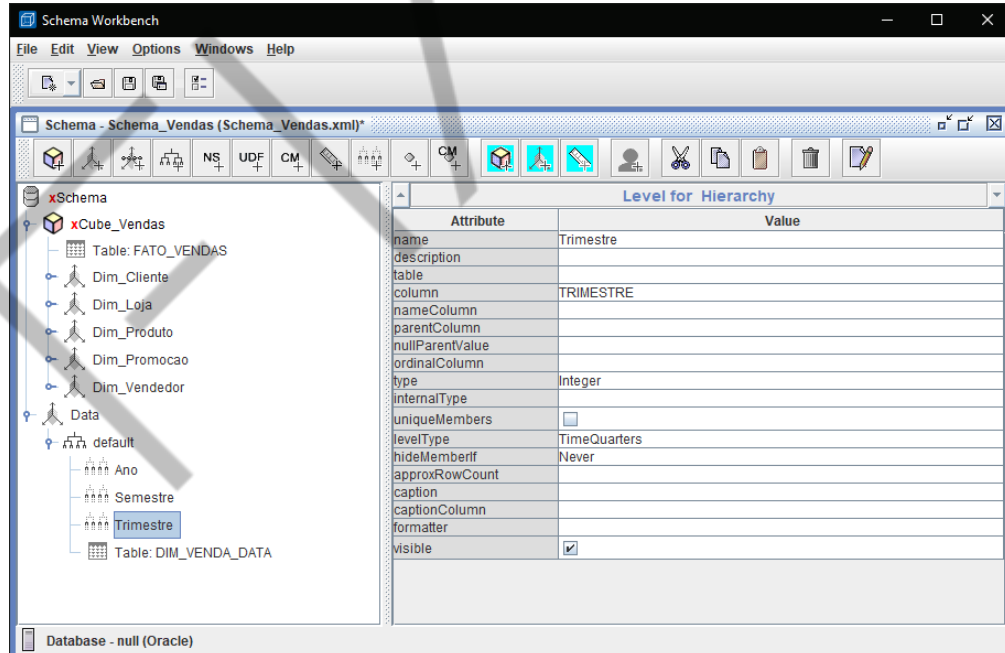 Schema Workbench
File Edit View Options Windows Help
Schema - Schema_Vendas (Schema_Vendas.xml)*
NS UDF CM CM
xSchema
xCube_Vendas
Table: FATO_VENDAS
Dim_Cliente
Dim_Loja
Dim_Produto
Dim_Promocao
Dim_Vendedor
Data
default
Ano
Semestre
Trimestre
Table: DIM_VENDA_DATA
Level for Hierarchy
Attribute Value
name Trimestre
description
table
column TRIMESTRE
nameColumn
parentColumn
nullParentValue
ordinalColumn
type Integer
internalType
uniqueMembers
levelType TimeQuarters
hideMemberIf Never
approxRowCount
caption
captionColumn
formatter
visible
Database - null (Oracle)